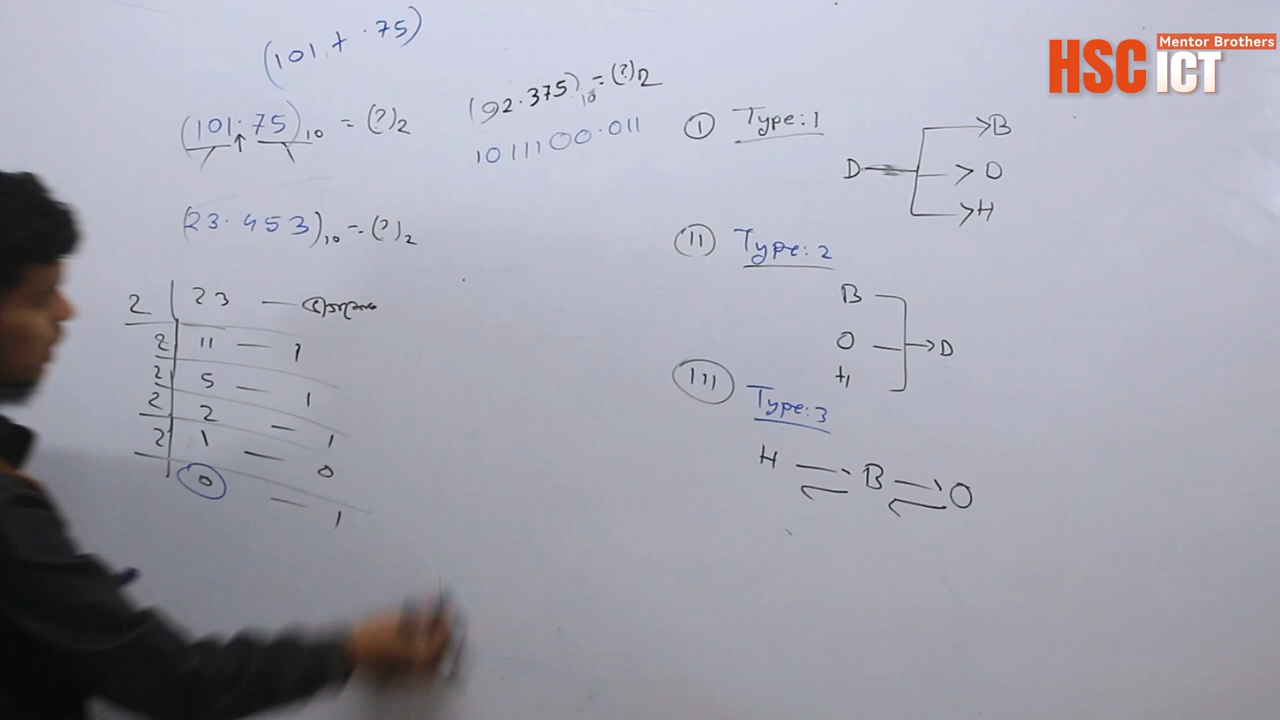 (101 + .75)
(101.75)10 = (?)2
(23.453)10 = (?)2
2 | 23 — ভাগশেষ
2 | 11 — 1
2 | 5 — 1
2 | 2 — 1
2 | 1 — 0
0 — 1
(92.375)10 = (?)2
1011100.011
I Type:1
D → B
→ O
→ H
II Type:2
B
O → D
H
III Type:3
H ⇌ B ⇌ O
HSC ICT
Mentor Brothers